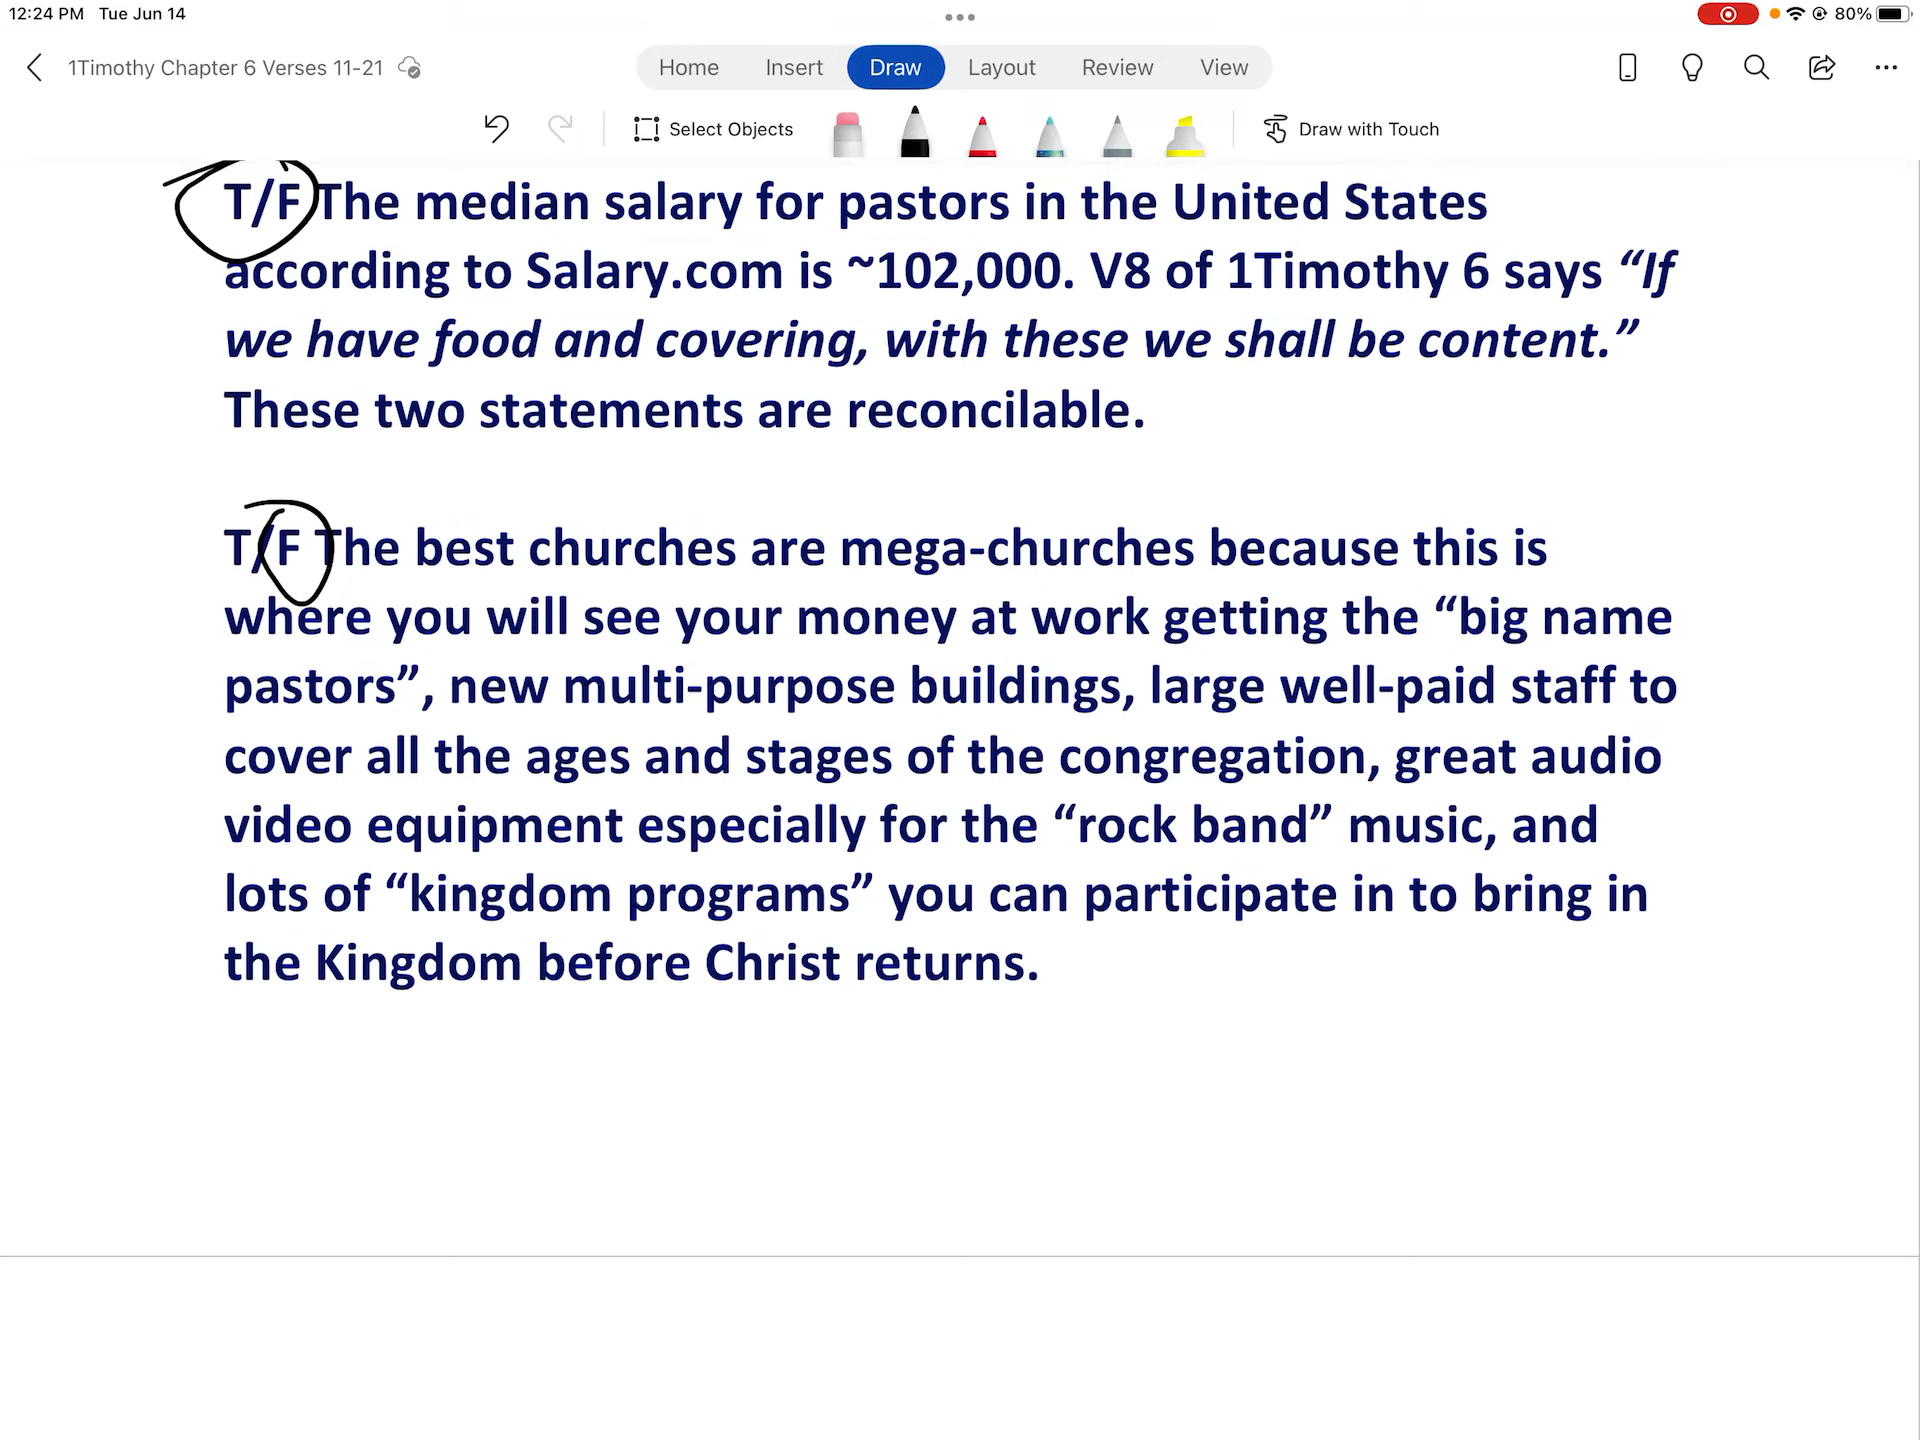 12:24 PM Tue Jun 14
80%
1Timothy Chapter 6 Verses 11-21
Home Insert Draw Layout Review View
Select Objects
Draw with Touch
T/F The median salary for pastors in the United States
according to Salary.com is ~102,000. V8 of 1Timothy 6 says “If
we have food and covering, with these we shall be content.”
These two statements are reconcilable.
T/F The best churches are mega-churches because this is
where you will see your money at work getting the “big name
pastors”, new multi-purpose buildings, large well-paid staff to
cover all the ages and stages of the congregation, great audio
video equipment especially for the “rock band” music, and
lots of “kingdom programs” you can participate in to bring in
the Kingdom before Christ returns.